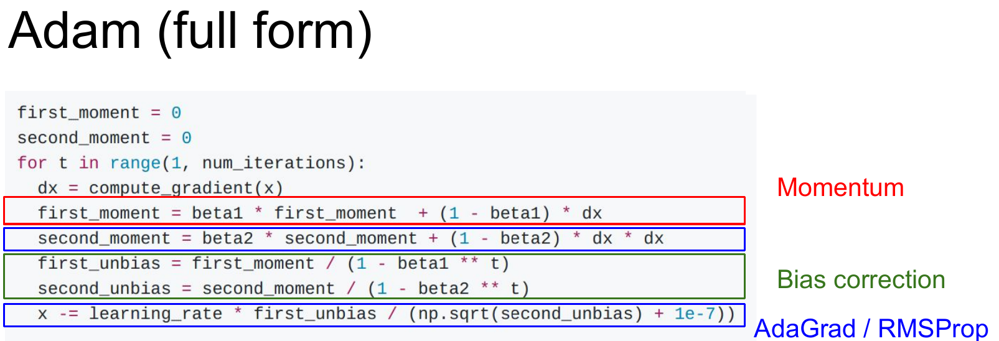 Adam (full form)
first_moment = 0
second_moment = 0
for t in range(1, num_iterations):
dx = compute_gradient(x)
first_moment = beta1 * first_moment + (1 - beta1) * dx
second_moment = beta2 * second_moment + (1 - beta2) * dx * dx
first_unbias = first_moment / (1 - beta1 ** t)
second_unbias = second_moment / (1 - beta2 ** t)
x -= learning_rate * first_unbias / (np.sqrt(second_unbias) + 1e-7))
Momentum
Bias correction
AdaGrad / RMSProp